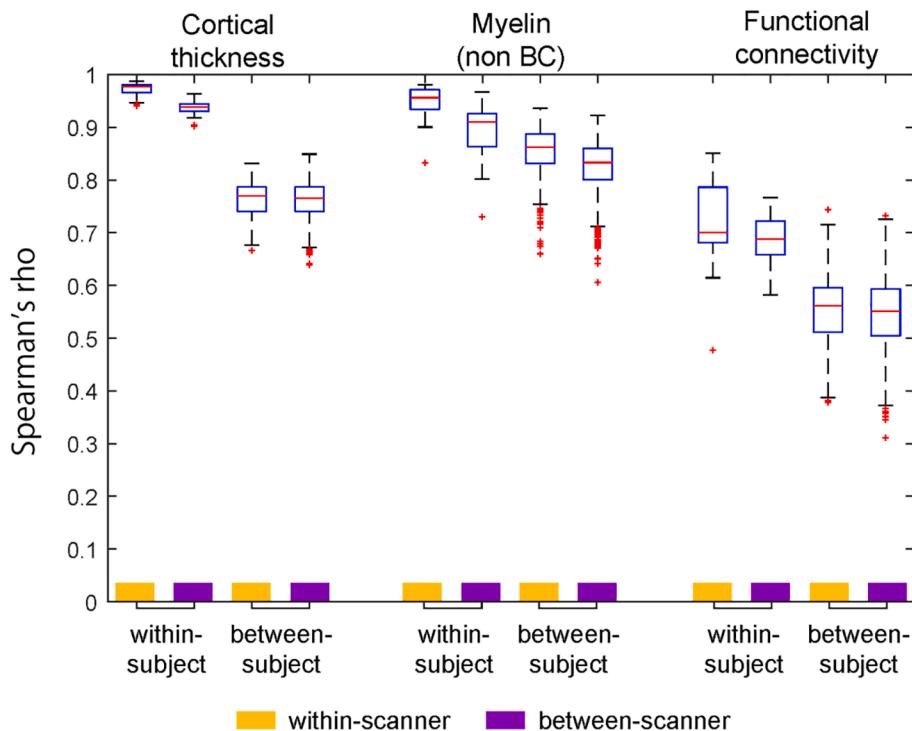 Cortical
thickness
Myelin
(non BC)
Functional
connectivity
Spearman's rho
1
0.9
0.8
0.7
0.6
0.5
0.4
0.3
0.2
0.1
0
within-
subject
between-
subject
within-
subject
between-
subject
within-
subject
between-
subject
within-scanner
between-scanner